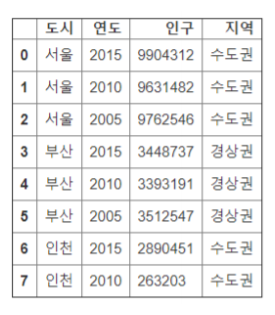 도시 연도 인구 지역
0 서울 2015 9904312 수도권
1 서울 2010 9631482 수도권
2 서울 2005 9762546 수도권
3 부산 2015 3448737 경상권
4 부산 2010 3393191 경상권
5 부산 2005 3512547 경상권
6 인천 2015 2890451 수도권
7 인천 2010 263203 수도권